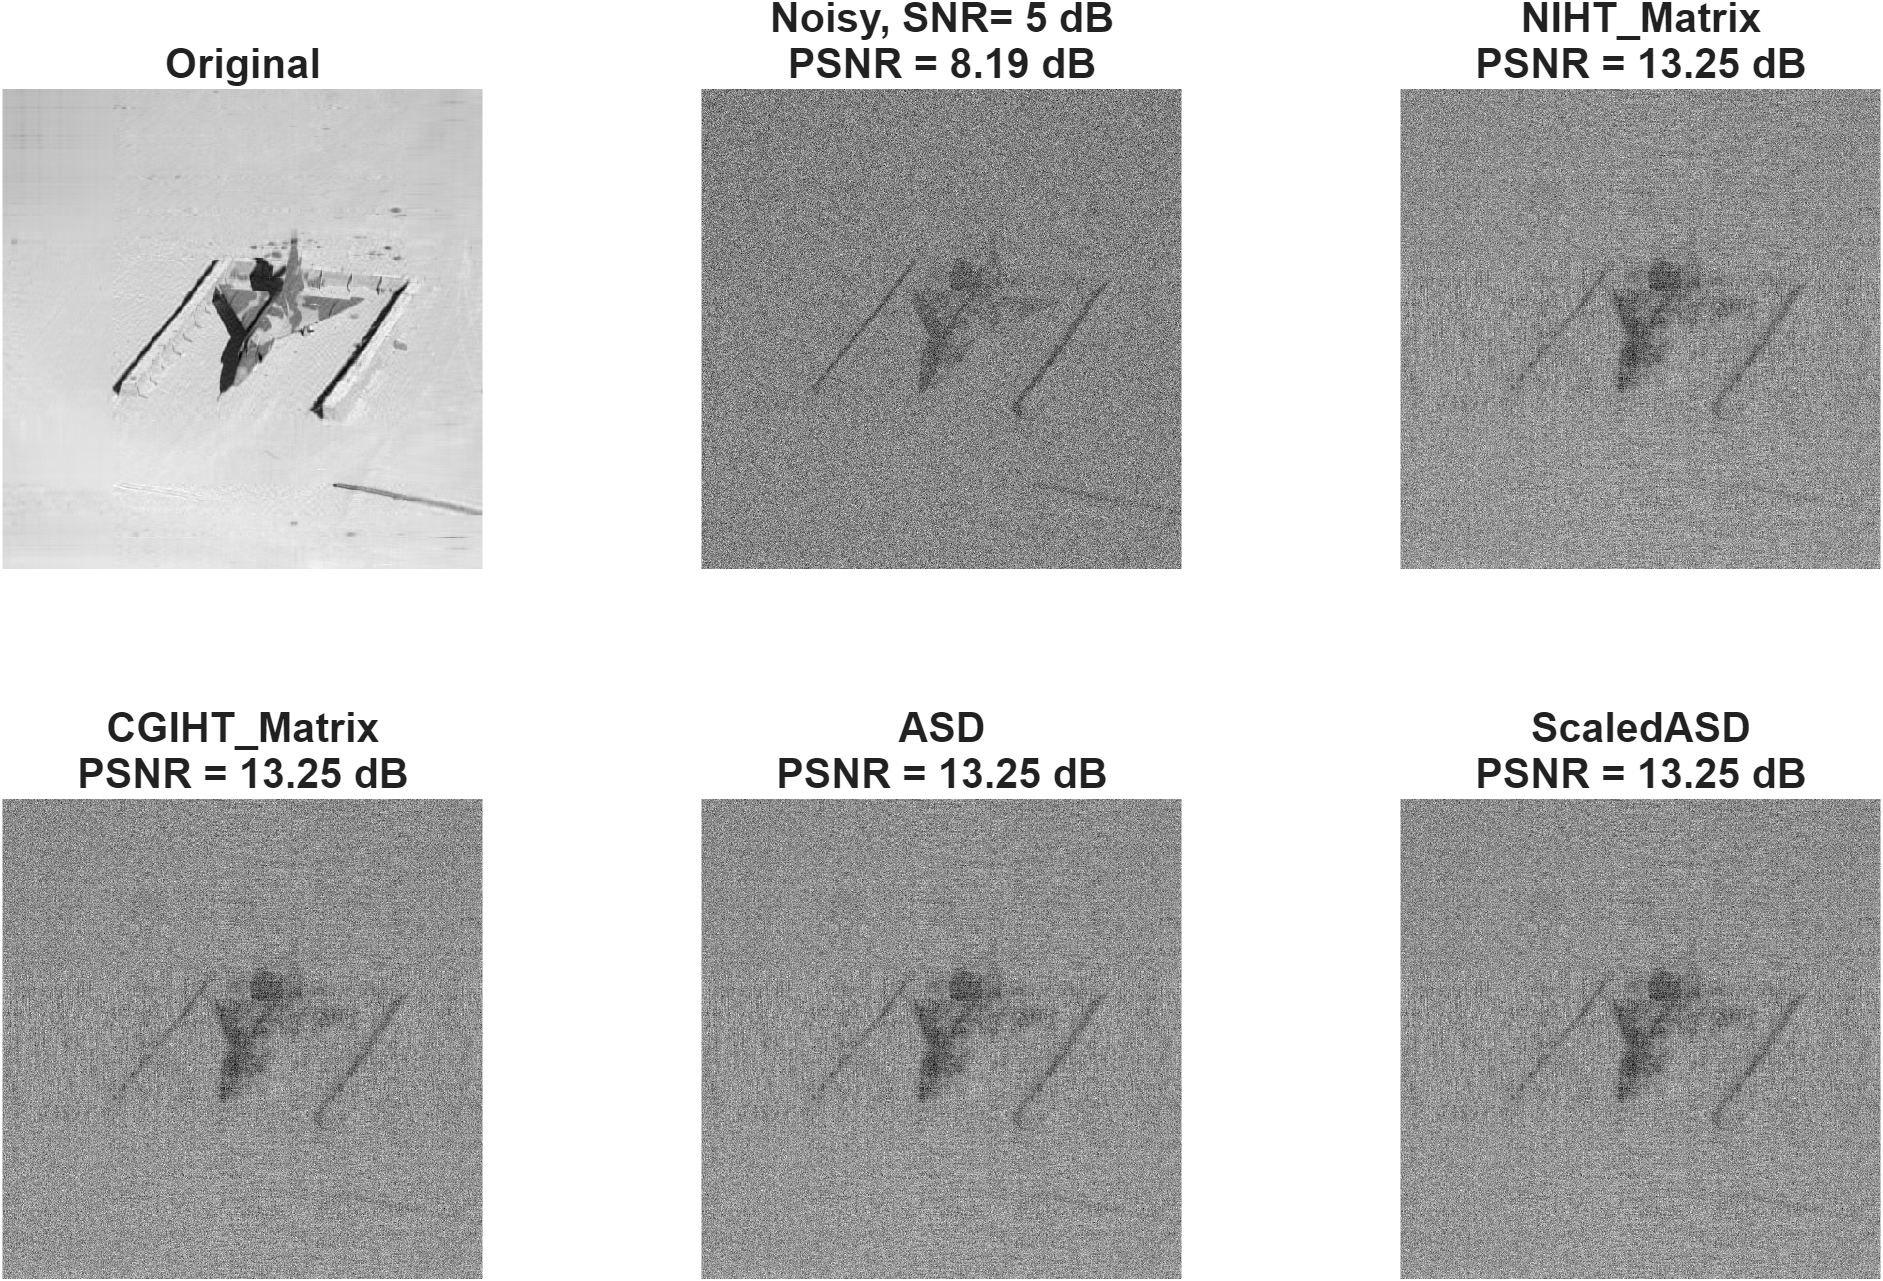 Original
Noisy, SNR= 5 dB
PSNR = 8.19 dB
NIHT_Matrix
PSNR = 13.25 dB
CGIHT_Matrix
PSNR = 13.25 dB
ASD
PSNR = 13.25 dB
ScaledASD
PSNR = 13.25 dB